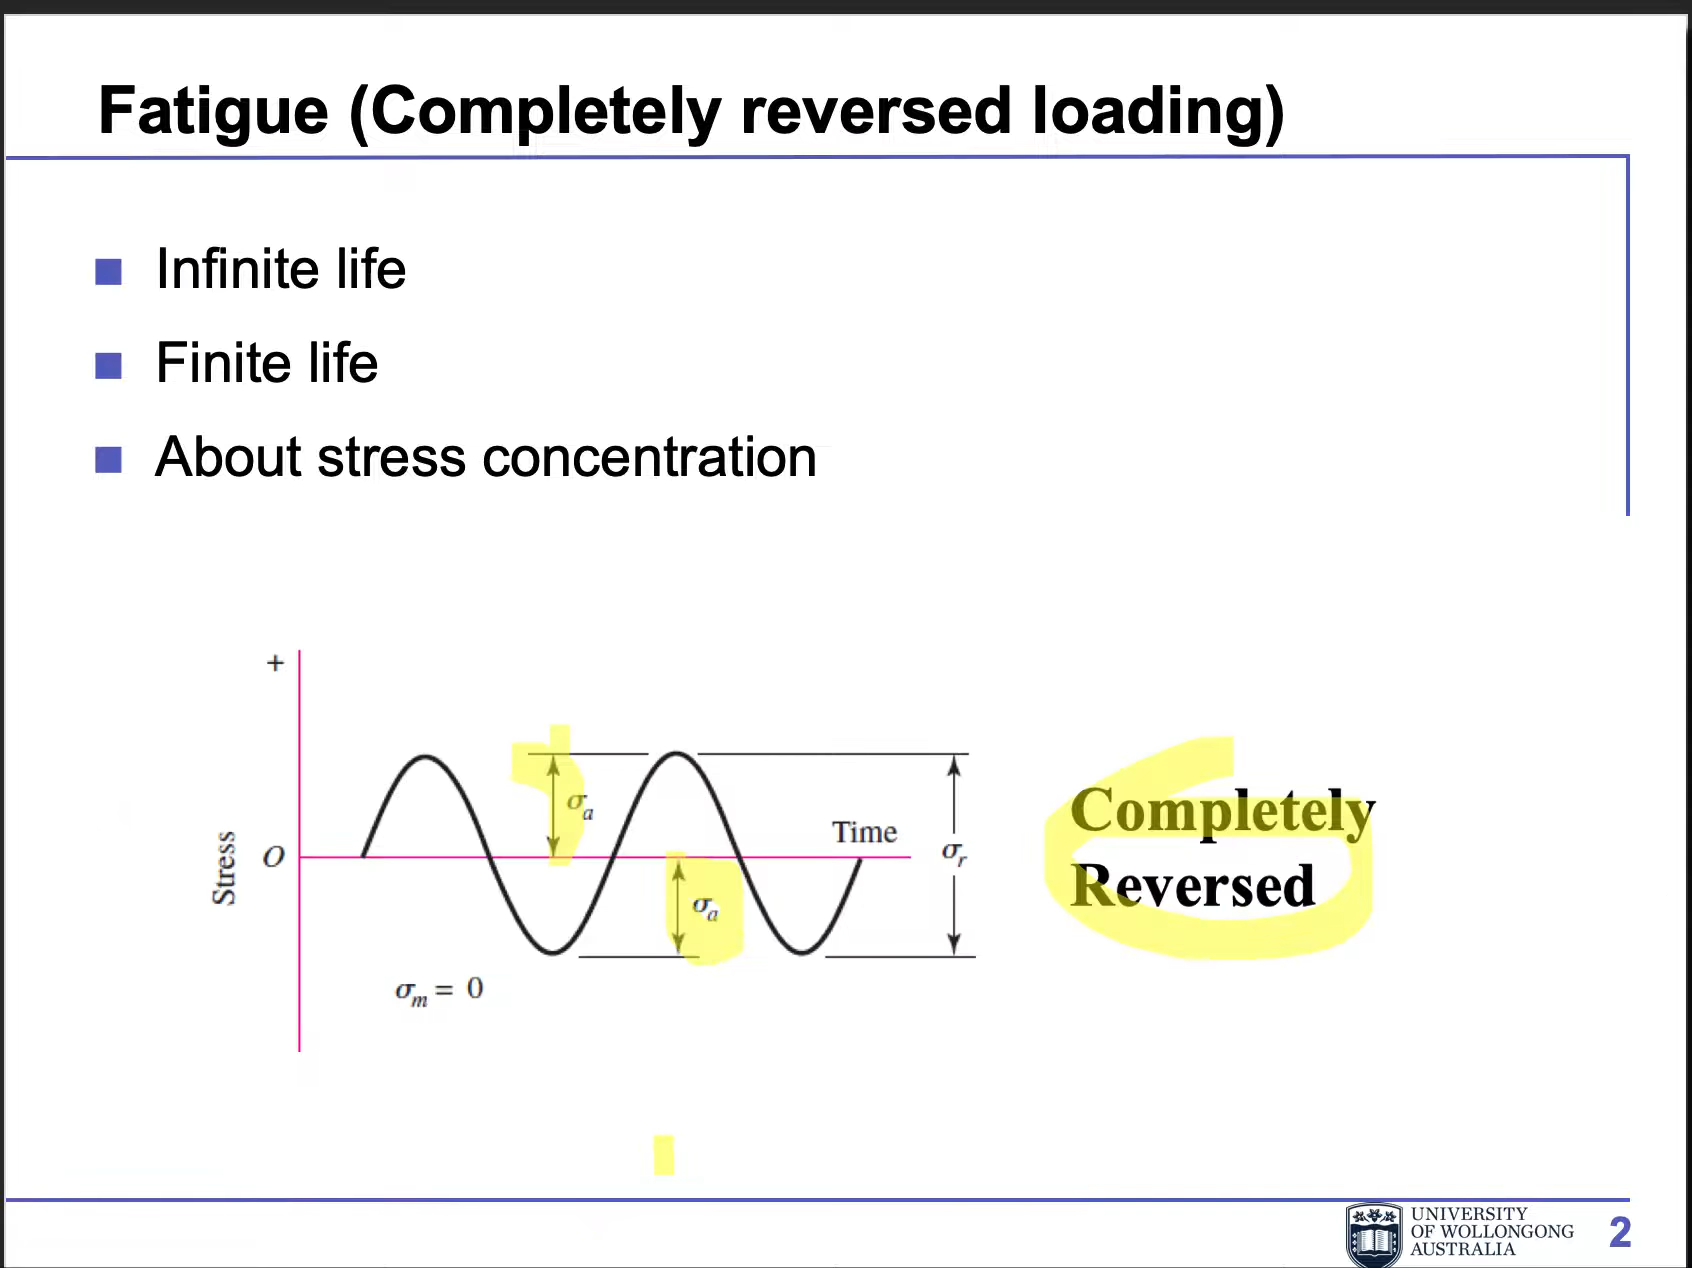 Fatigue (Completely reversed loading)
Infinite life
Finite life
About stress concentration
+
Stress
O
σa
σa
Time
σr
σm = 0
Completely
Reversed
UNIVERSITY
OF WOLLONGONG
AUSTRALIA
2